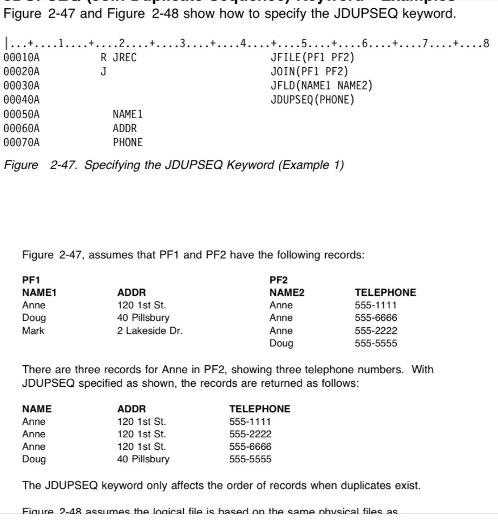 Figure 2-47 and Figure 2-48 show how to specify the JDUPSEQ keyword.
|...+....1....+....2....+....3....+....4....+....5....+....6....+....7....+....8
00010A R JREC JFILE(PF1 PF2)
00020A J JOIN(PF1 PF2)
00030A JFLD(NAME1 NAME2)
00040A JDUPSEQ(PHONE)
00050A NAME1
00060A ADDR
00070A PHONE
Figure 2-47. Specifying the JDUPSEQ Keyword (Example 1)
Figure 2-47, assumes that PF1 and PF2 have the following records:
PF1 PF2
NAME1 ADDR NAME2 TELEPHONE
Anne 120 1st St. Anne 555-1111
Doug 40 Pillsbury Anne 555-6666
Mark 2 Lakeside Dr. Anne 555-2222
Doug 555-5555
There are three records for Anne in PF2, showing three telephone numbers. With
JDUPSEQ specified as shown, the records are returned as follows:
NAME ADDR TELEPHONE
Anne 120 1st St. 555-1111
Anne 120 1st St. 555-2222
Anne 120 1st St. 555-6666
Doug 40 Pillsbury 555-5555
The JDUPSEQ keyword only affects the order of records when duplicates exist.
Figure 2-48 assumes the logical file is based on the same physical files as